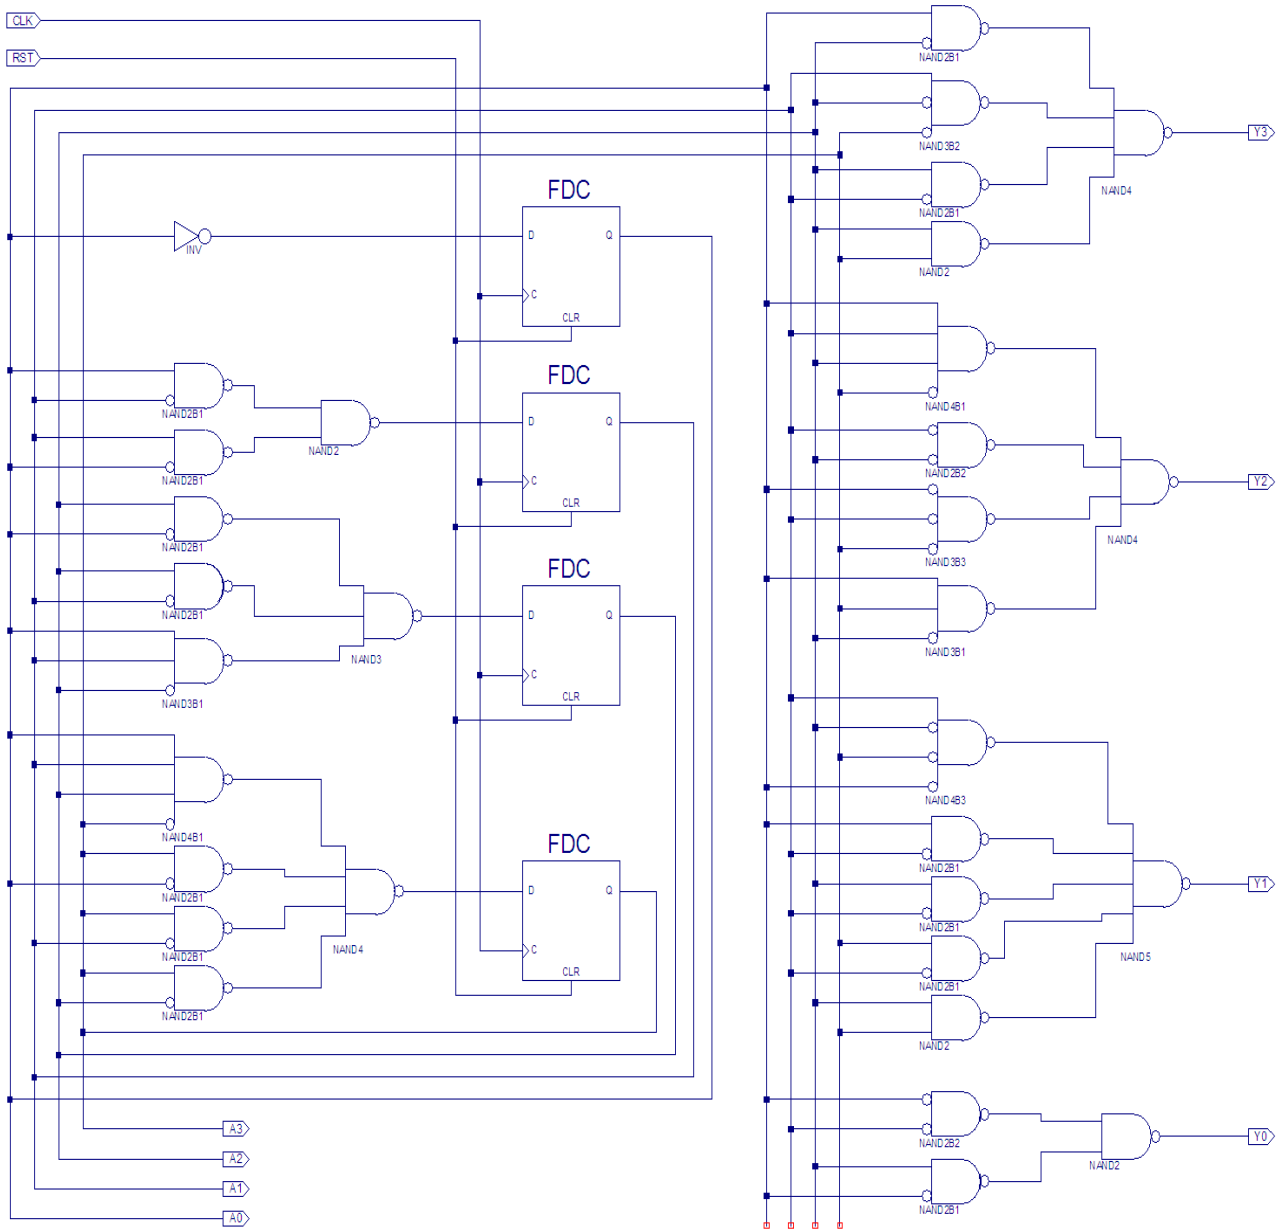 CLK
RST
FDC
D
Q
C
CLR
INV
FDC
D
Q
C
CLR
NAND2B1
NAND2B1
NAND2
FDC
D
Q
C
CLR
NAND2B1
NAND2B1
NAND3B1
NAND3
FDC
D
Q
C
CLR
NAND4B1
NAND2B1
NAND2B1
NAND2B1
NAND4
A3
A2
A1
A0
NAND2B1
NAND3B2
NAND2B1
NAND2
NAND4
Y3
NAND4B1
NAND2B2
NAND3B3
NAND3B1
NAND4
Y2
NAND4B3
NAND2B1
NAND2B1
NAND2B1
NAND2
NAND5
Y1
NAND2B2
NAND2B1
NAND2
Y0